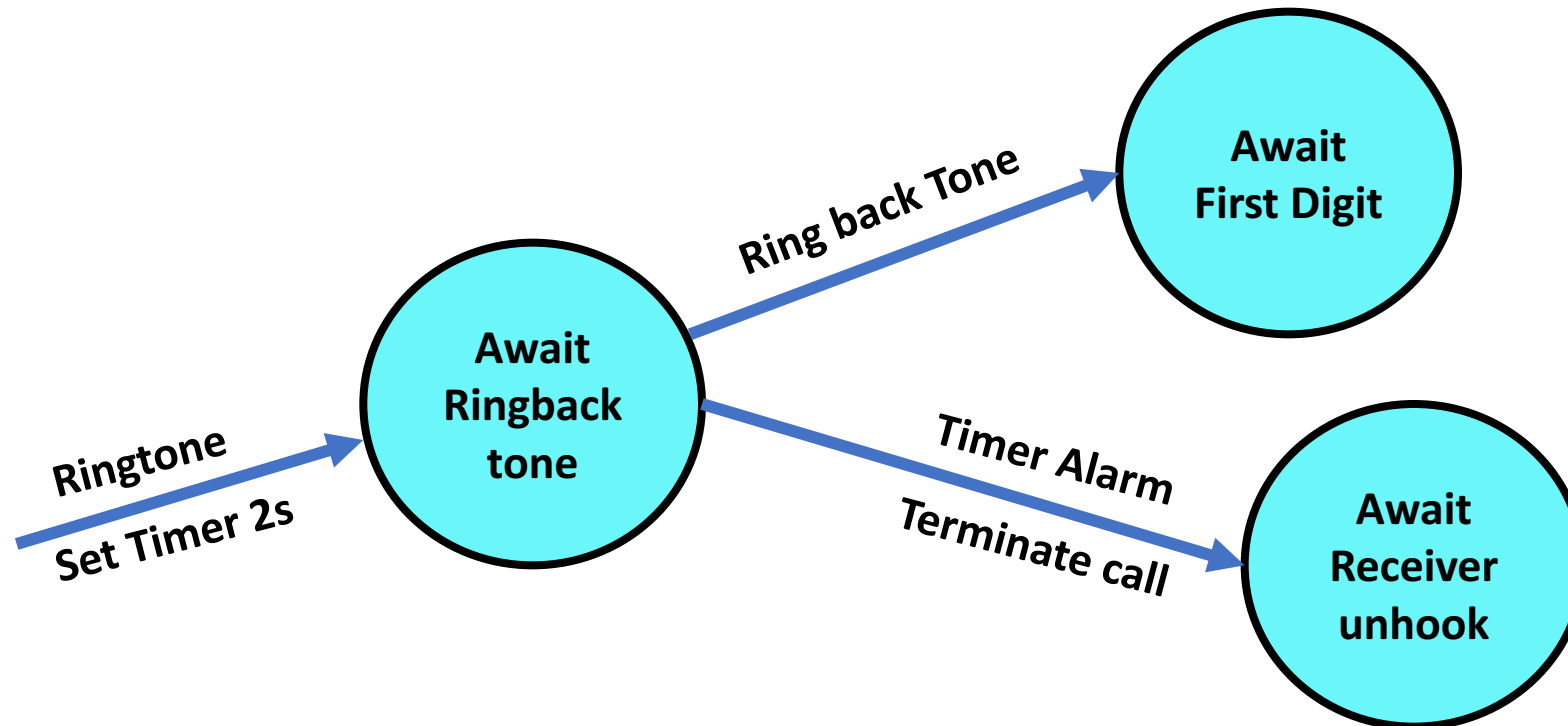 Ringtone
Set Timer 2s
Await
Ringback
tone
Ring back Tone
Await
First Digit
Timer Alarm
Terminate call
Await
Receiver
unhook